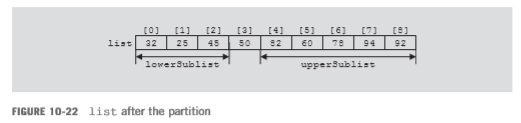 [0] [1] [2] [3] [4] [5] [6] [7] [8]
list 32 25 45 50 82 60 78 94 92
lowerSublist upperSublist
FIGURE 10-22 list after the partition